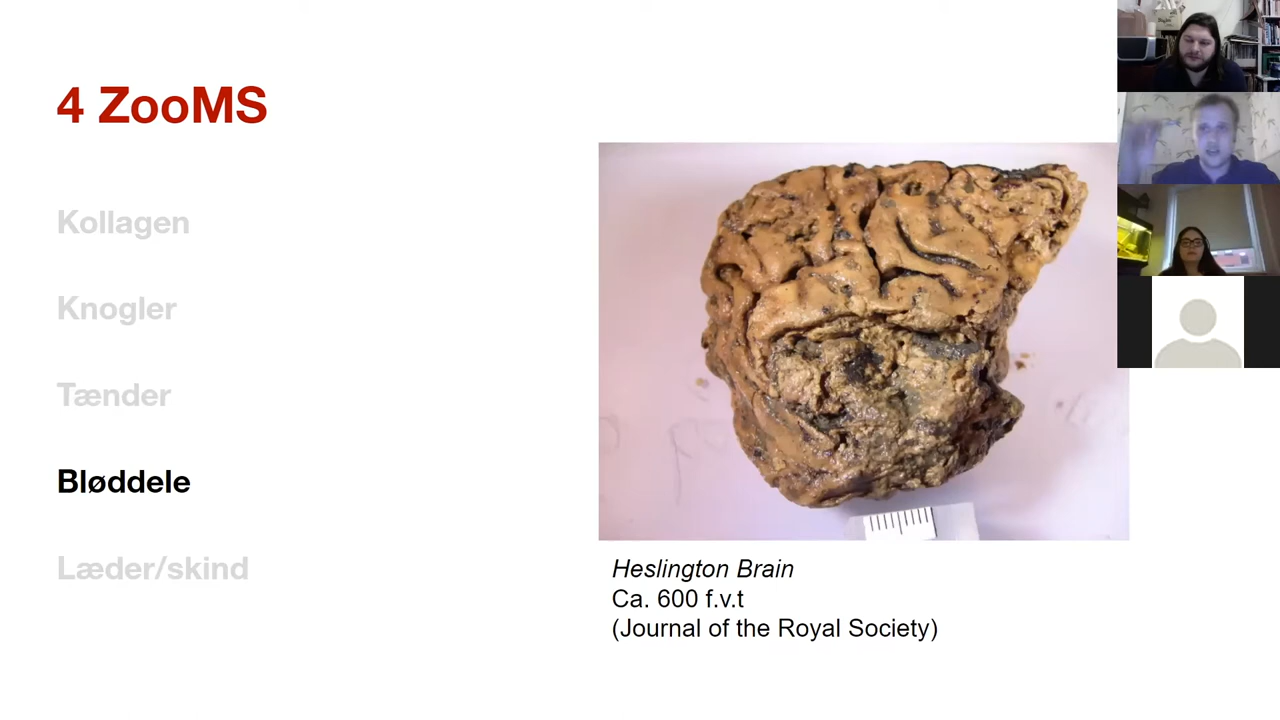 4 ZooMS
Kollagen
Knogler
Tænder
Bløddele
Læder/skind
Heslington Brain
Ca. 600 f.v.t
(Journal of the Royal Society)